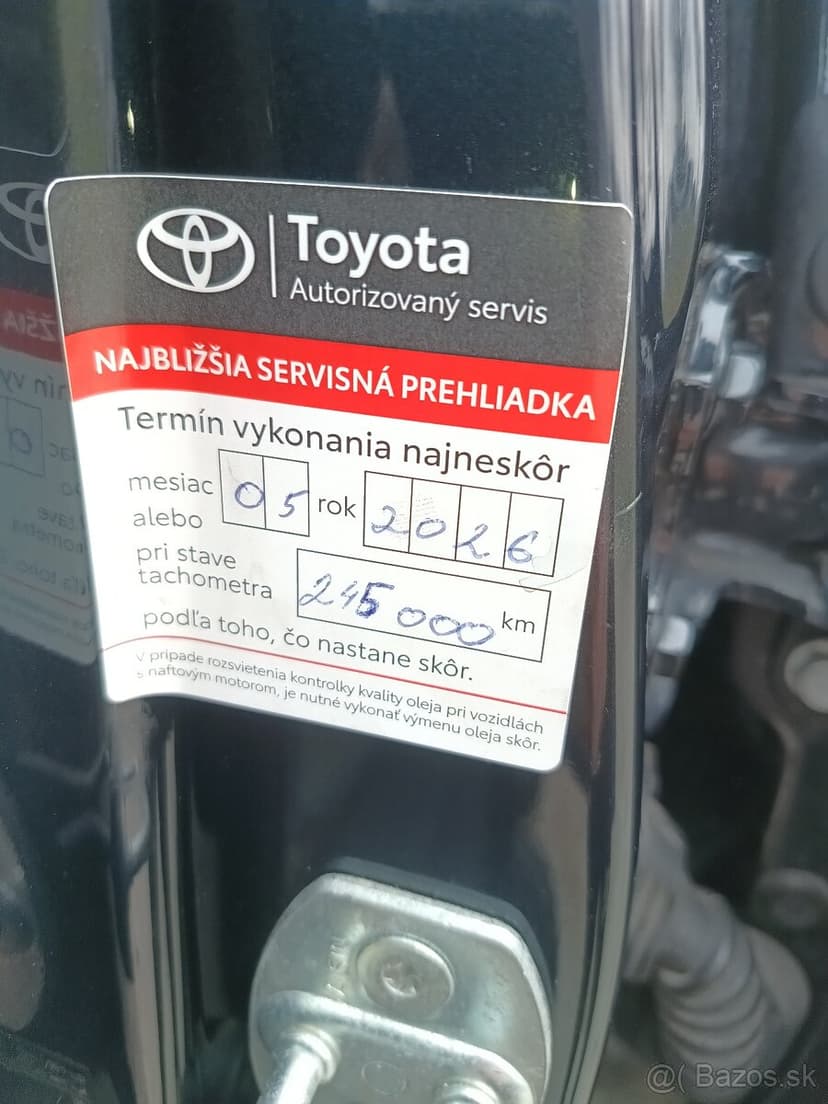 Toyota
Autorizovaný servis
NAJBLIŽŠIA SERVISNÁ PREHLIADKA
Termín vykonania najneskôr
mesiac 05 rok 2026
alebo
pri stave
tachometra 245 000 km
podľa toho, čo nastane skôr.
V prípade rozsvietenia kontrolky kvality oleja pri vozidlách
s naftovým motorom, je nutné vykonať výmenu oleja skôr.
@( Bazos.sk